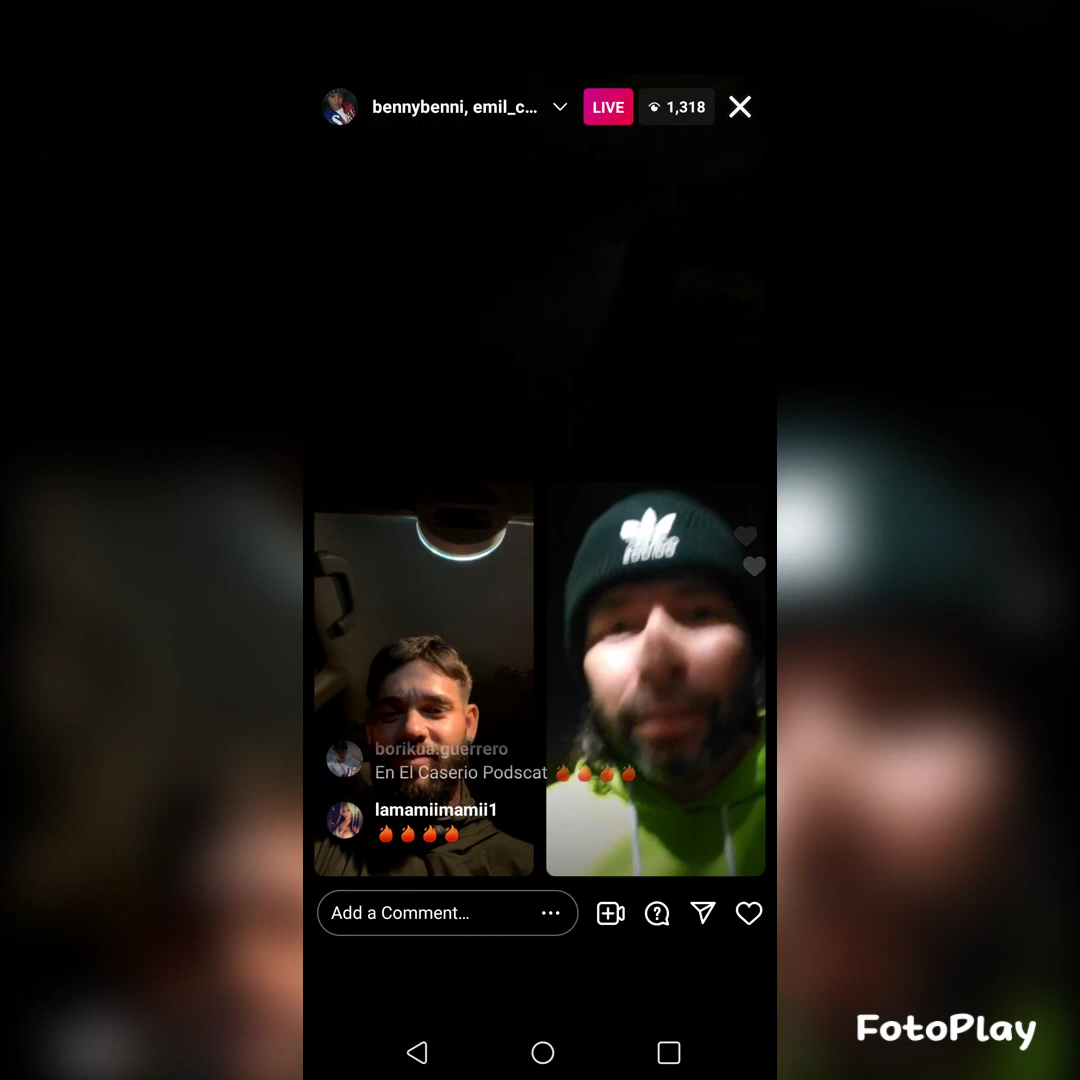 bennybenni, emil_c...
LIVE
1,318
borikua.guerrero
En El Caserio Podscat 🔥🔥🔥🔥
lamamiimamii1
🔥🔥🔥🔥
Add a Comment...
FotoPlay